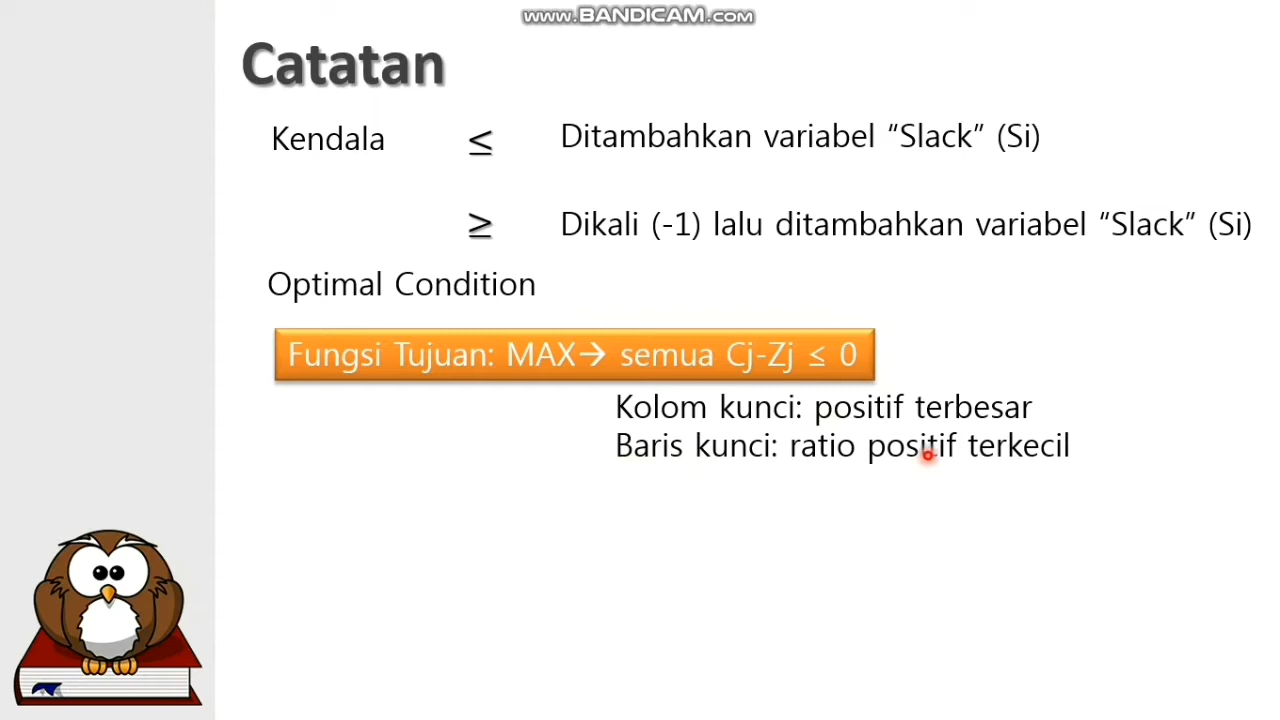 www.BANDICAM.com
Catatan
Kendala ≤ Ditambahkan variabel “Slack” (Si)
≥ Dikali (-1) lalu ditambahkan variabel “Slack” (Si)
Optimal Condition
Fungsi Tujuan: MAX→ semua Cj-Zj ≤ 0
Kolom kunci: positif terbesar
Baris kunci: ratio positif terkecil